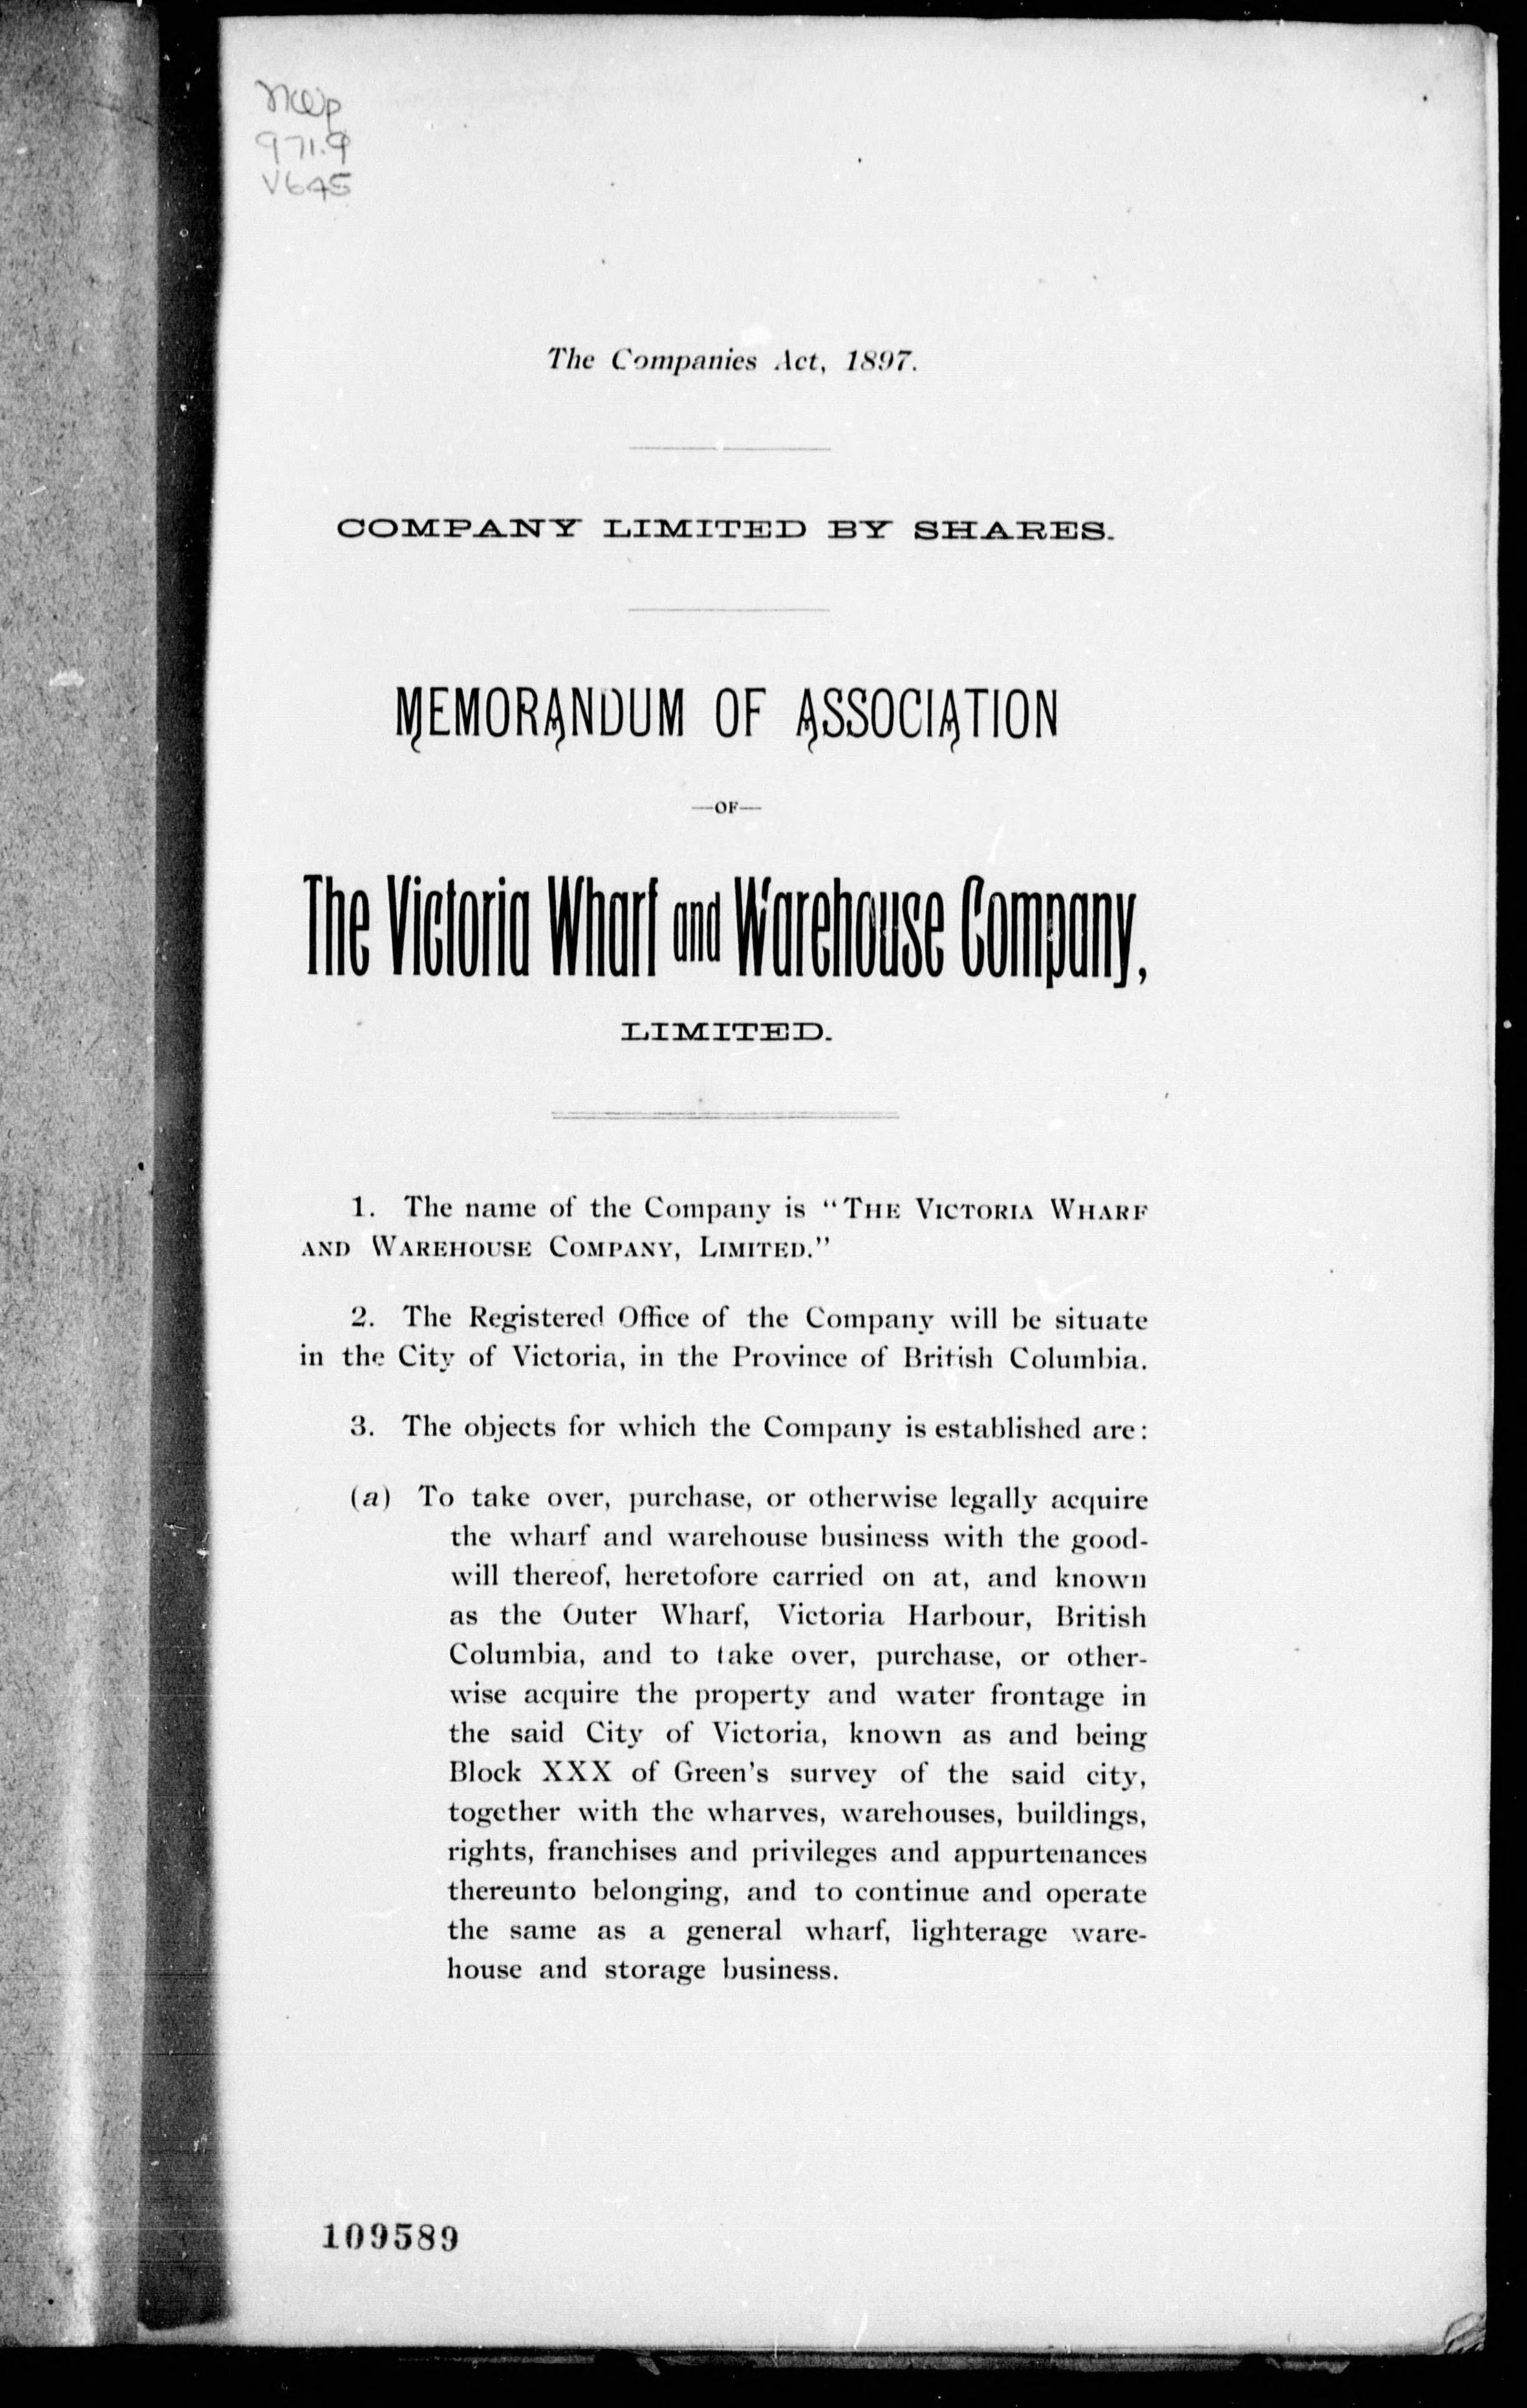 NWp
971.9
V645
The Companies Act, 1897.
COMPANY LIMITED BY SHARES.
MEMORANDUM OF ASSOCIATION
—OF—
The Victoria Wharf and Warehouse Company,
LIMITED.
1. The name of the Company is "THE VICTORIA WHARF
AND WAREHOUSE COMPANY, LIMITED."
2. The Registered Office of the Company will be situate
in the City of Victoria, in the Province of British Columbia.
3. The objects for which the Company is established are:
(a) To take over, purchase, or otherwise legally acquire
the wharf and warehouse business with the good-
will thereof, heretofore carried on at, and known
as the Outer Wharf, Victoria Harbour, British
Columbia, and to take over, purchase, or other-
wise acquire the property and water frontage in
the said City of Victoria, known as and being
Block XXX of Green's survey of the said city,
together with the wharves, warehouses, buildings,
rights, franchises and privileges and appurtenances
thereunto belonging, and to continue and operate
the same as a general wharf, lighterage ware-
house and storage business.
109589